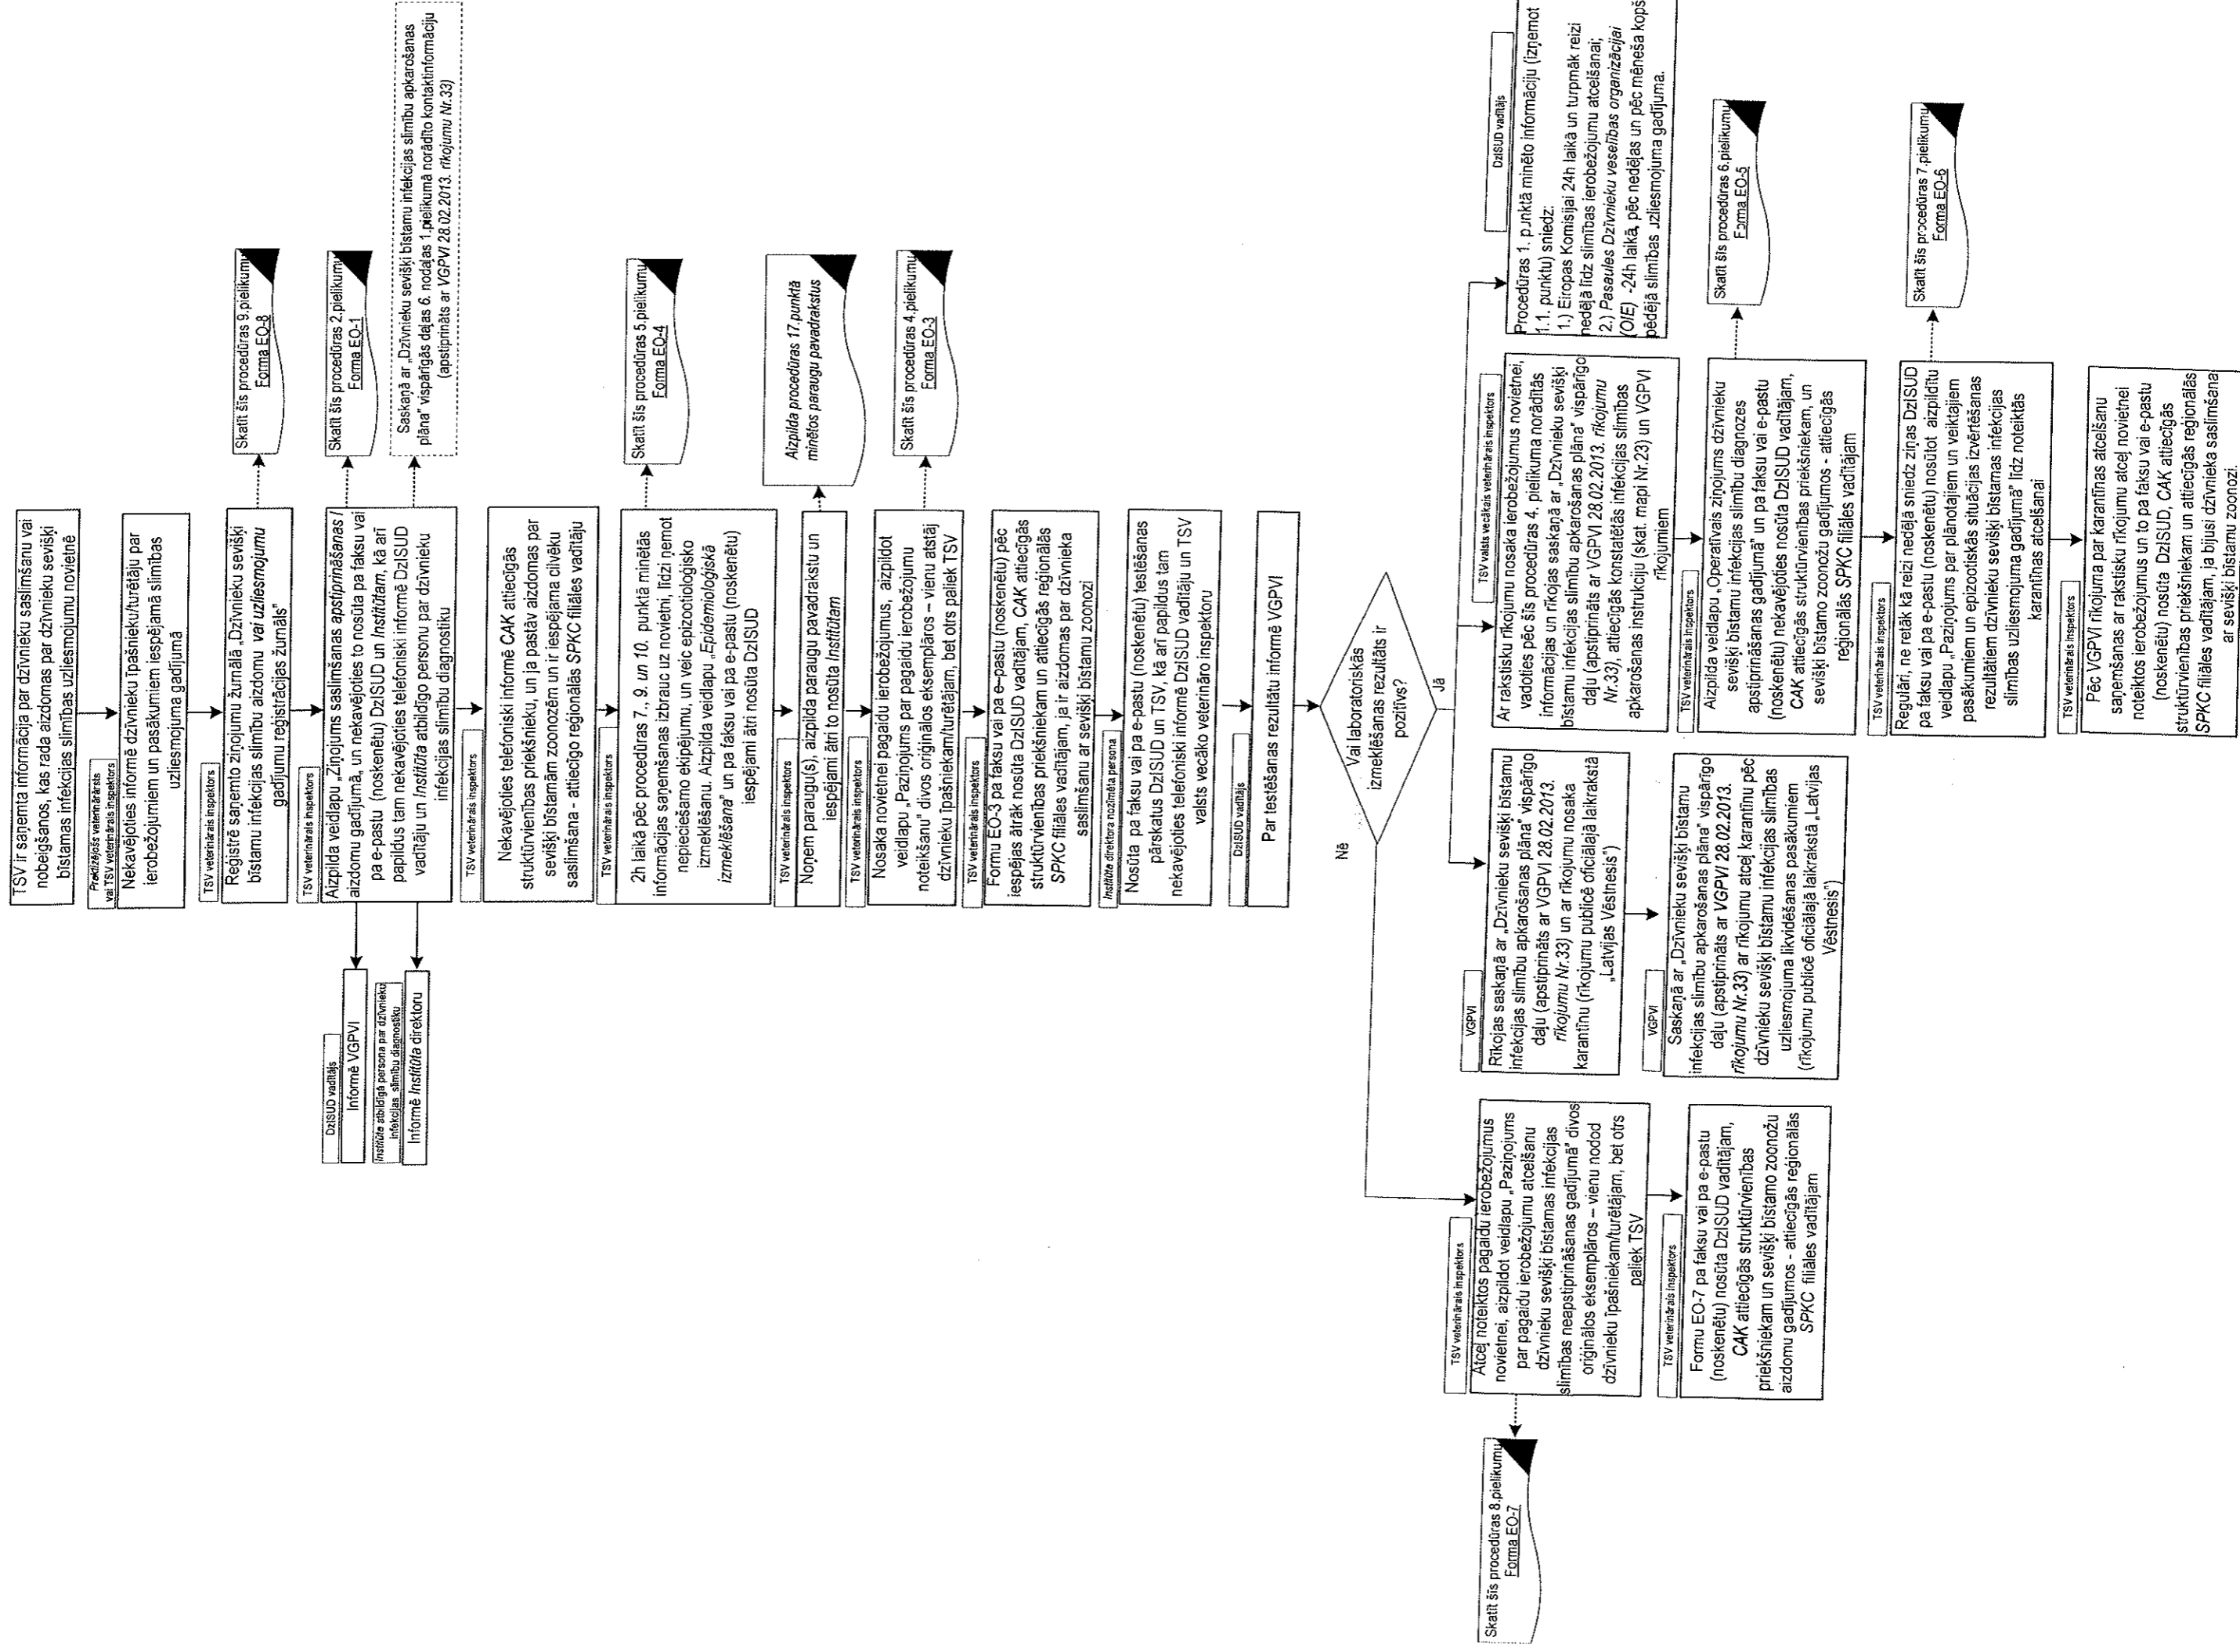 TSV ir saņemta informācija par dzīvnieku saslimšanu vai
nobeigšanos, kas rada aizdomas par dzīvnieku sevišķi
bīstamas infekcijas slimības uzliesmojumu novietnē
Praktizējošs veterinārārsts
vai TSV veterinārais inspektors
Nekavējoties informē dzīvnieku īpašnieku/turētāju par
ierobežojumiem un pasākumiem iespējamā slimības
uzliesmojuma gadījumā
TSV veterinārais inspektors
Reģistrē saņemto ziņojumu žurnālā „Dzīvnieku sevišķi
bīstamu infekcijas slimību aizdomu vai uzliesmojumu
gadījumu reģistrācijas žurnāls"
Skatīt šīs procedūras 9.pielikumu
Forma EO-8
TSV veterinārais inspektors
Aizpilda veidlapu „Ziņojums saslimšanas apstiprināšanas /
aizdomu gadījumā, un nekavējoties to nosūta pa faksu vai
pa e-pastu (noskenētu) DzISUD un Institūtam, kā arī
papildus tam nekavējoties telefoniski informē DzISUD
vadītāju un Institūta atbildīgo personu par dzīvnieku
infekcijas slimību diagnostiku
Skatīt šīs procedūras 2.pielikumu
Forma EO-1
Saskaņā ar „Dzīvnieku sevišķi bīstamu infekcijas slimību apkarošanas
plāna" vispārīgās daļas 6. nodaļas 1.pielikumā norādīto kontaktinformāciju
(apstiprināts ar VGPVI 28.02.2013. rīkojumu Nr.33)
DzISUD vadītājs
Informē VGPVI
Institūta atbildīgā persona par dzīvnieku
infekcijas slimību diagnostiku
Informē Institūta direktoru
TSV veterinārais inspektors
Nekavējoties telefoniski informē CAK attiecīgās
struktūrvienības priekšnieku, un ja pastāv aizdomas par
sevišķi bīstamām zoonozēm un ir iespējama cilvēku
saslimšana - attiecīgo reģionālās SPKC filiāles vadītāju
TSV veterinārais inspektors
2h laikā pēc procedūras 7., 9. un 10. punktā minētās
informācijas saņemšanas izbrauc uz novietni, līdzi ņemot
nepieciešamo ekipējumu, un veic epizootioloģisko
izmeklēšanu. Aizpilda veidlapu „Epidemioloģiskā
izmeklēšana" un pa faksu vai pa e-pastu (noskenētu)
iespējami ātri nosūta DzISUD
Skatīt šīs procedūras 5.pielikumu
Forma EO-4
TSV veterinārais inspektors
Noņem paraugu(s), aizpilda paraugu pavadrakstu un
iespējami ātri to nosūta Institūtam
Aizpilda procedūras 17.punktā
minētos paraugu pavadrakstus
TSV veterinārais inspektors
Nosaka novietnei pagaidu ierobežojumus, aizpildot
veidlapu „Paziņojums par pagaidu ierobežojumu
noteikšanu" divos oriģinālos eksemplāros – vienu atstāj
dzīvnieku īpašniekam/turētājam, bet otrs paliek TSV
Skatīt šīs procedūras 4.pielikumu
Forma EO-3
TSV veterinārais inspektors
Formu EO-3 pa faksu vai pa e-pastu (noskenētu) pēc
iespējas ātrāk nosūta DzISUD vadītājam, CAK attiecīgās
struktūrvienības priekšniekam un attiecīgās reģionālās
SPKC filiāles vadītājam, ja ir aizdomas par dzīvnieka
saslimšanu ar sevišķi bīstamu zoonozi
Institūta direktora nozīmēta persona
Nosūta pa faksu vai pa e-pastu (noskenētu) testēšanas
pārskatus DzISUD un TSV, kā arī papildus tam
nekavējoties telefoniski informē DzISUD vadītāju un TSV
valsts vecāko veterināro inspektoru
DzISUD vadītājs
Par testēšanas rezultātu informē VGPVI
Vai laboratoriskās
izmeklēšanas rezultāts ir
pozitīvs?
Nē
Jā
TSV veterinārais inspektors
Atceļ noteiktos pagaidu ierobežojumus
novietnei, aizpildot veidlapu „Paziņojums
par pagaidu ierobežojumu atcelšanu
dzīvnieku sevišķi bīstamas infekcijas
slimības neapstiprināšanas gadījumā" divos
oriģinālos eksemplāros – vienu nodod
dzīvnieku īpašniekam/turētājam, bet otrs
paliek TSV
Skatīt šīs procedūras 8.pielikumu
Forma EO-7
TSV veterinārais inspektors
Formu EO-7 pa faksu vai pa e-pastu
(noskenētu) nosūta DzISUD vadītājam,
CAK attiecīgās struktūrvienības
priekšniekam un sevišķi bīstamo zoonožu
aizdomu gadījumos - attiecīgās reģionālās
SPKC filiāles vadītājam
VGPVI
Rīkojas saskaņā ar „Dzīvnieku sevišķi bīstamu
infekcijas slimību apkarošanas plāna" vispārīgo
daļu (apstiprināts ar VGPVI 28.02.2013.
rīkojumu Nr.33) un ar rīkojumu nosaka
karantīnu (rīkojumu publicē oficiālajā laikrakstā
„Latvijas Vēstnesis")
VGPVI
Saskaņā ar „Dzīvnieku sevišķi bīstamu
infekcijas slimību apkarošanas plāna" vispārīgo
daļu (apstiprināts ar VGPVI 28.02.2013.
rīkojumu Nr.33) ar rīkojumu atceļ karantīnu pēc
dzīvnieku sevišķi bīstamu infekcijas slimības
uzliesmojuma likvidēšanas pasākumiem
(rīkojumu publicē oficiālajā laikrakstā „Latvijas
Vēstnesis")
TSV valsts vecākais veterinārais inspektors
Ar rakstisku rīkojumu nosaka ierobežojumus novietnei,
vadoties pēc šīs procedūras 4. pielikuma norādītās
informācijas un rīkojas saskaņā ar „Dzīvnieku sevišķi
bīstamu infekcijas slimību apkarošanas plāna" vispārīgo
daļu (apstiprināts ar VGPVI 28.02.2013. rīkojumu
Nr.33), attiecīgās konstatētās infekcijas slimības
apkarošanas instrukciju (skat. mapi Nr.23) un VGPVI
rīkojumiem
TSV veterinārais inspektors
Aizpilda veidlapu „Operatīvais ziņojums dzīvnieku
sevišķi bīstamu infekcijas slimību diagnozes
apstiprināšanas gadījumā" un pa faksu vai pa e-pastu
(noskenētu) nekavējoties nosūta DzISUD vadītājam,
CAK attiecīgās struktūrvienības priekšniekam, un
sevišķi bīstamo zoonožu gadījumos - attiecīgās
reģionālās SPKC filiāles vadītājam
Skatīt šīs procedūras 6.pielikumu
Forma EO-5
TSV veterinārais inspektors
Regulāri, ne retāk kā reizi nedēļā sniedz ziņas DzISUD
pa faksu vai pa e-pastu (noskenētu) nosūtot aizpildītu
veidlapu „Paziņojums par plānotajiem un veiktajiem
pasākumiem un epizootiskās situācijas izvērtēšanas
rezultātiem dzīvnieku sevišķi bīstamas infekcijas
slimības uzliesmojuma gadījumā" līdz noteiktās
karantīnas atcelšanai
Skatīt šīs procedūras 7.pielikumu
Forma EO-6
TSV veterinārais inspektors
Pēc VGPVI rīkojuma par karantīnas atcelšanu
saņemšanas ar rakstisku rīkojumu atceļ novietnei
noteiktos ierobežojumus un to pa faksu vai pa e-pastu
(noskenētu) nosūta DzISUD, CAK attiecīgās
struktūrvienības priekšniekam un attiecīgās reģionālās
SPKC filiāles vadītājam, ja bijusi dzīvnieka saslimšana
ar sevišķi bīstamu zoonozi.
DzISUD vadītājs
Procedūras 1. punktā minēto informāciju (izņemot
1.1. punktu) sniedz:
1.) Eiropas Komisijai 24h laikā un turpmāk reizi
nedēļā līdz slimības ierobežojumu atcelšanai;
2.) Pasaules Dzīvnieku veselības organizācijai
(OIE) -24h laikā, pēc nedēļas un pēc mēneša kopš
pēdējā slimības uzliesmojuma gadījuma.